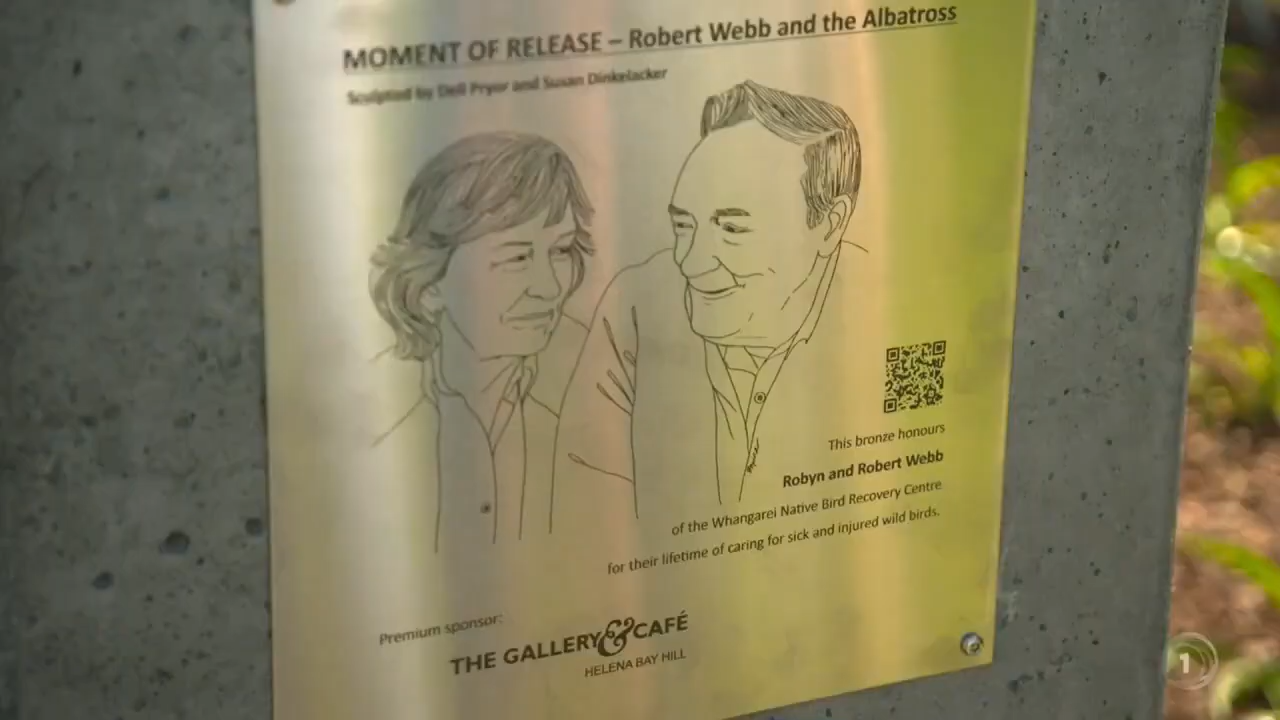 MOMENT OF RELEASE – Robert Webb and the Albatross
Sculpted by Dell Pryor and Susan Dinkelacker
This bronze honours
Robyn and Robert Webb
of the Whangarei Native Bird Recovery Centre
for their lifetime of caring for sick and injured wild birds.
Premium sponsor:
THE GALLERY & CAFÉ
HELENA BAY HILL
1